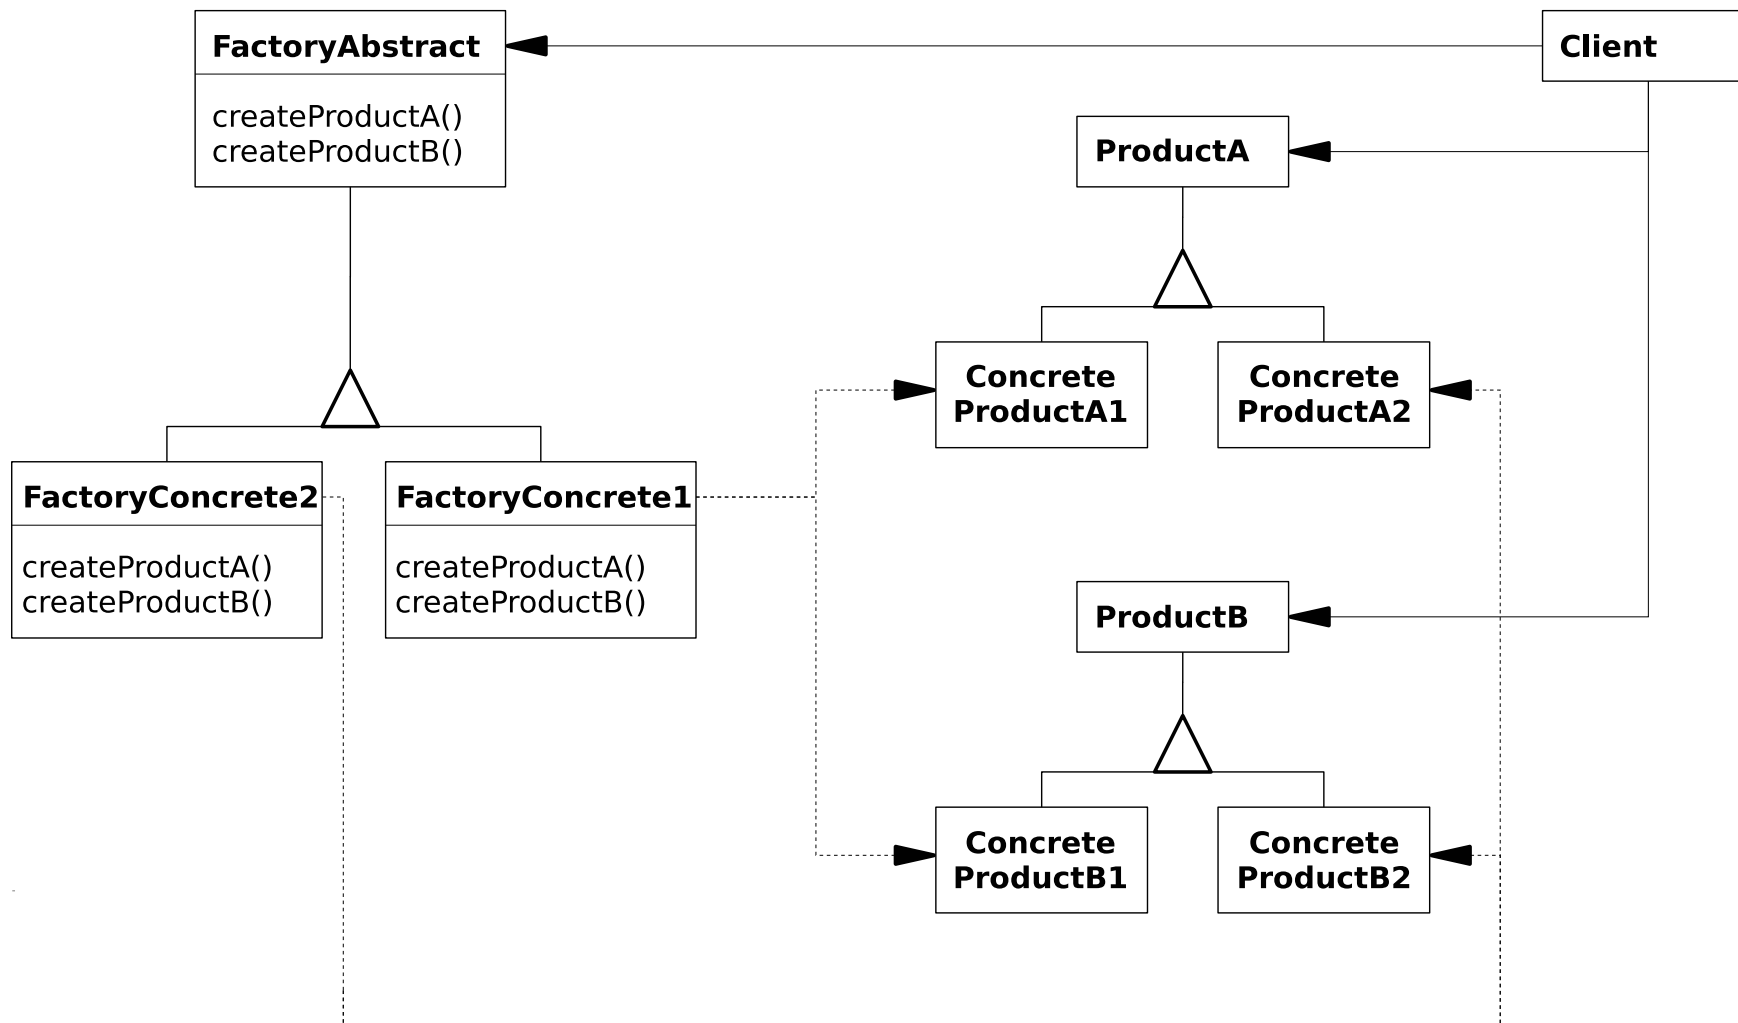 FactoryAbstract
createProductA()
createProductB()
Client
ProductA
Concrete
ProductA1
Concrete
ProductA2
FactoryConcrete2
createProductA()
createProductB()
FactoryConcrete1
createProductA()
createProductB()
ProductB
Concrete
ProductB1
Concrete
ProductB2